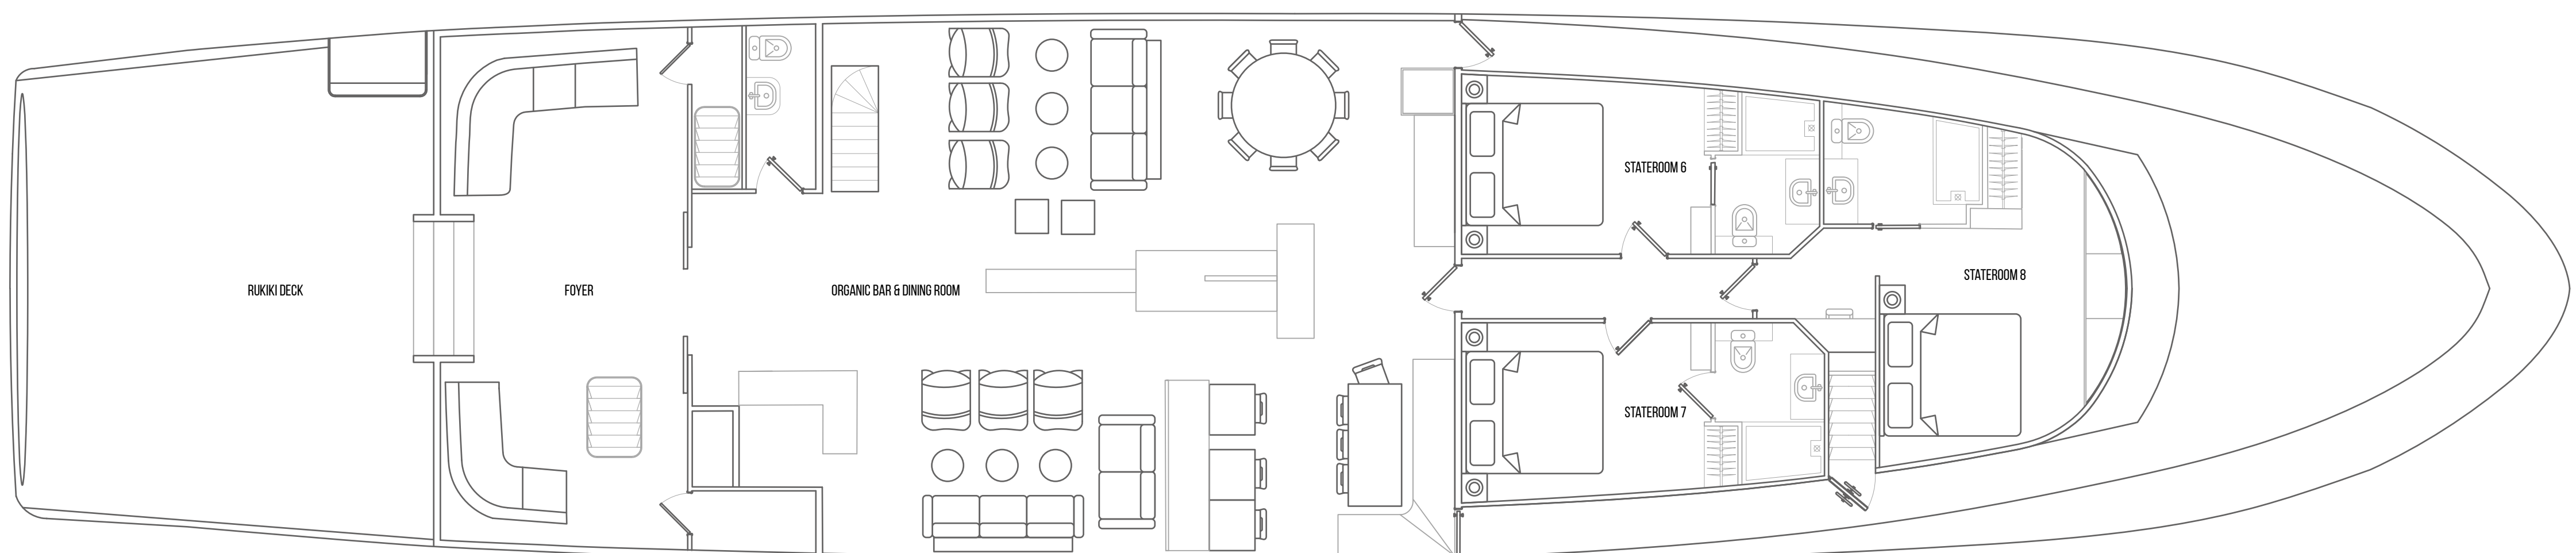 STATEROOM 6
STATEROOM 8
RUKIKI DECK
FOYER
ORGANIC BAR & DINING ROOM
STATEROOM 7